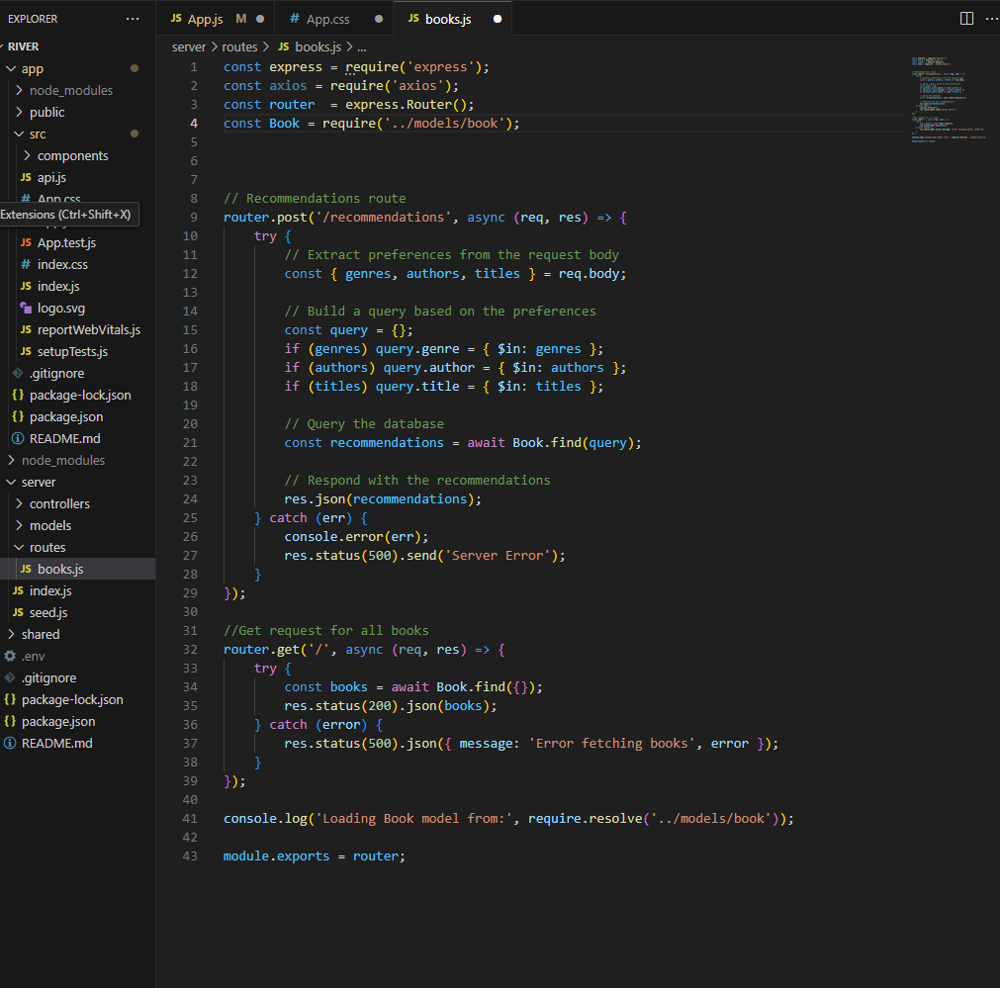 EXPLORER ···
RIVER
app
node_modules
public
src
components
JS api.js
# App.css
Extensions (Ctrl+Shift+X)
JS App.test.js
# index.css
JS index.js
logo.svg
JS reportWebVitals.js
JS setupTests.js
.gitignore
{} package-lock.json
{} package.json
README.md
node_modules
server
controllers
models
routes
JS books.js
JS index.js
JS seed.js
shared
.env
.gitignore
{} package-lock.json
{} package.json
README.md
JS App.js M ● # App.css ● JS books.js ●
server > routes > JS books.js > ...
1 const express = require('express');
2 const axios = require('axios');
3 const router  = express.Router();
4 const Book = require('../models/book');
5
6
7
8 // Recommendations route
9 router.post('/recommendations', async (req, res) => {
10     try {
11         // Extract preferences from the request body
12         const { genres, authors, titles } = req.body;
13
14         // Build a query based on the preferences
15         const query = {};
16         if (genres) query.genre = { $in: genres };
17         if (authors) query.author = { $in: authors };
18         if (titles) query.title = { $in: titles };
19
20         // Query the database
21         const recommendations = await Book.find(query);
22
23         // Respond with the recommendations
24         res.json(recommendations);
25     } catch (err) {
26         console.error(err);
27         res.status(500).send('Server Error');
28     }
29 });
30
31 //Get request for all books
32 router.get('/', async (req, res) => {
33     try {
34         const books = await Book.find({});
35         res.status(200).json(books);
36     } catch (error) {
37         res.status(500).json({ message: 'Error fetching books', error });
38     }
39 });
40
41 console.log('Loading Book model from:', require.resolve('../models/book'));
42
43 module.exports = router;